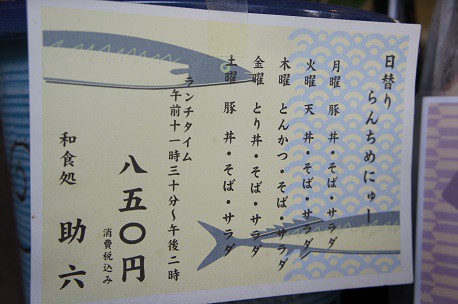 日替り らんちめにゅー
月曜 豚丼・そば・サラダ
火曜 天丼・そば・サラダ
木曜 とんかつ・そば・サラダ
金曜 とり丼・そば・サラダ
土曜 豚丼・そば・サラダ
ランチタイム
午前十一時三十分～午後二時
八五〇円
消費税込み
和食処 助六